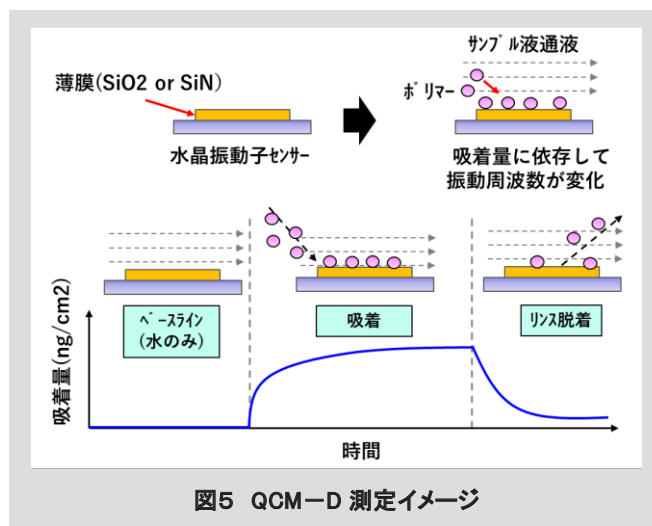 サンプル液通液
薄膜(SiO2 or SiN)
ポリマー
水晶振動子センサー
吸着量に依存して
振動周波数が変化
ベースライン
(水のみ)
吸着
リンス脱着
吸着量(ng/cm2)
時間
図5 QCM－D 測定イメージ